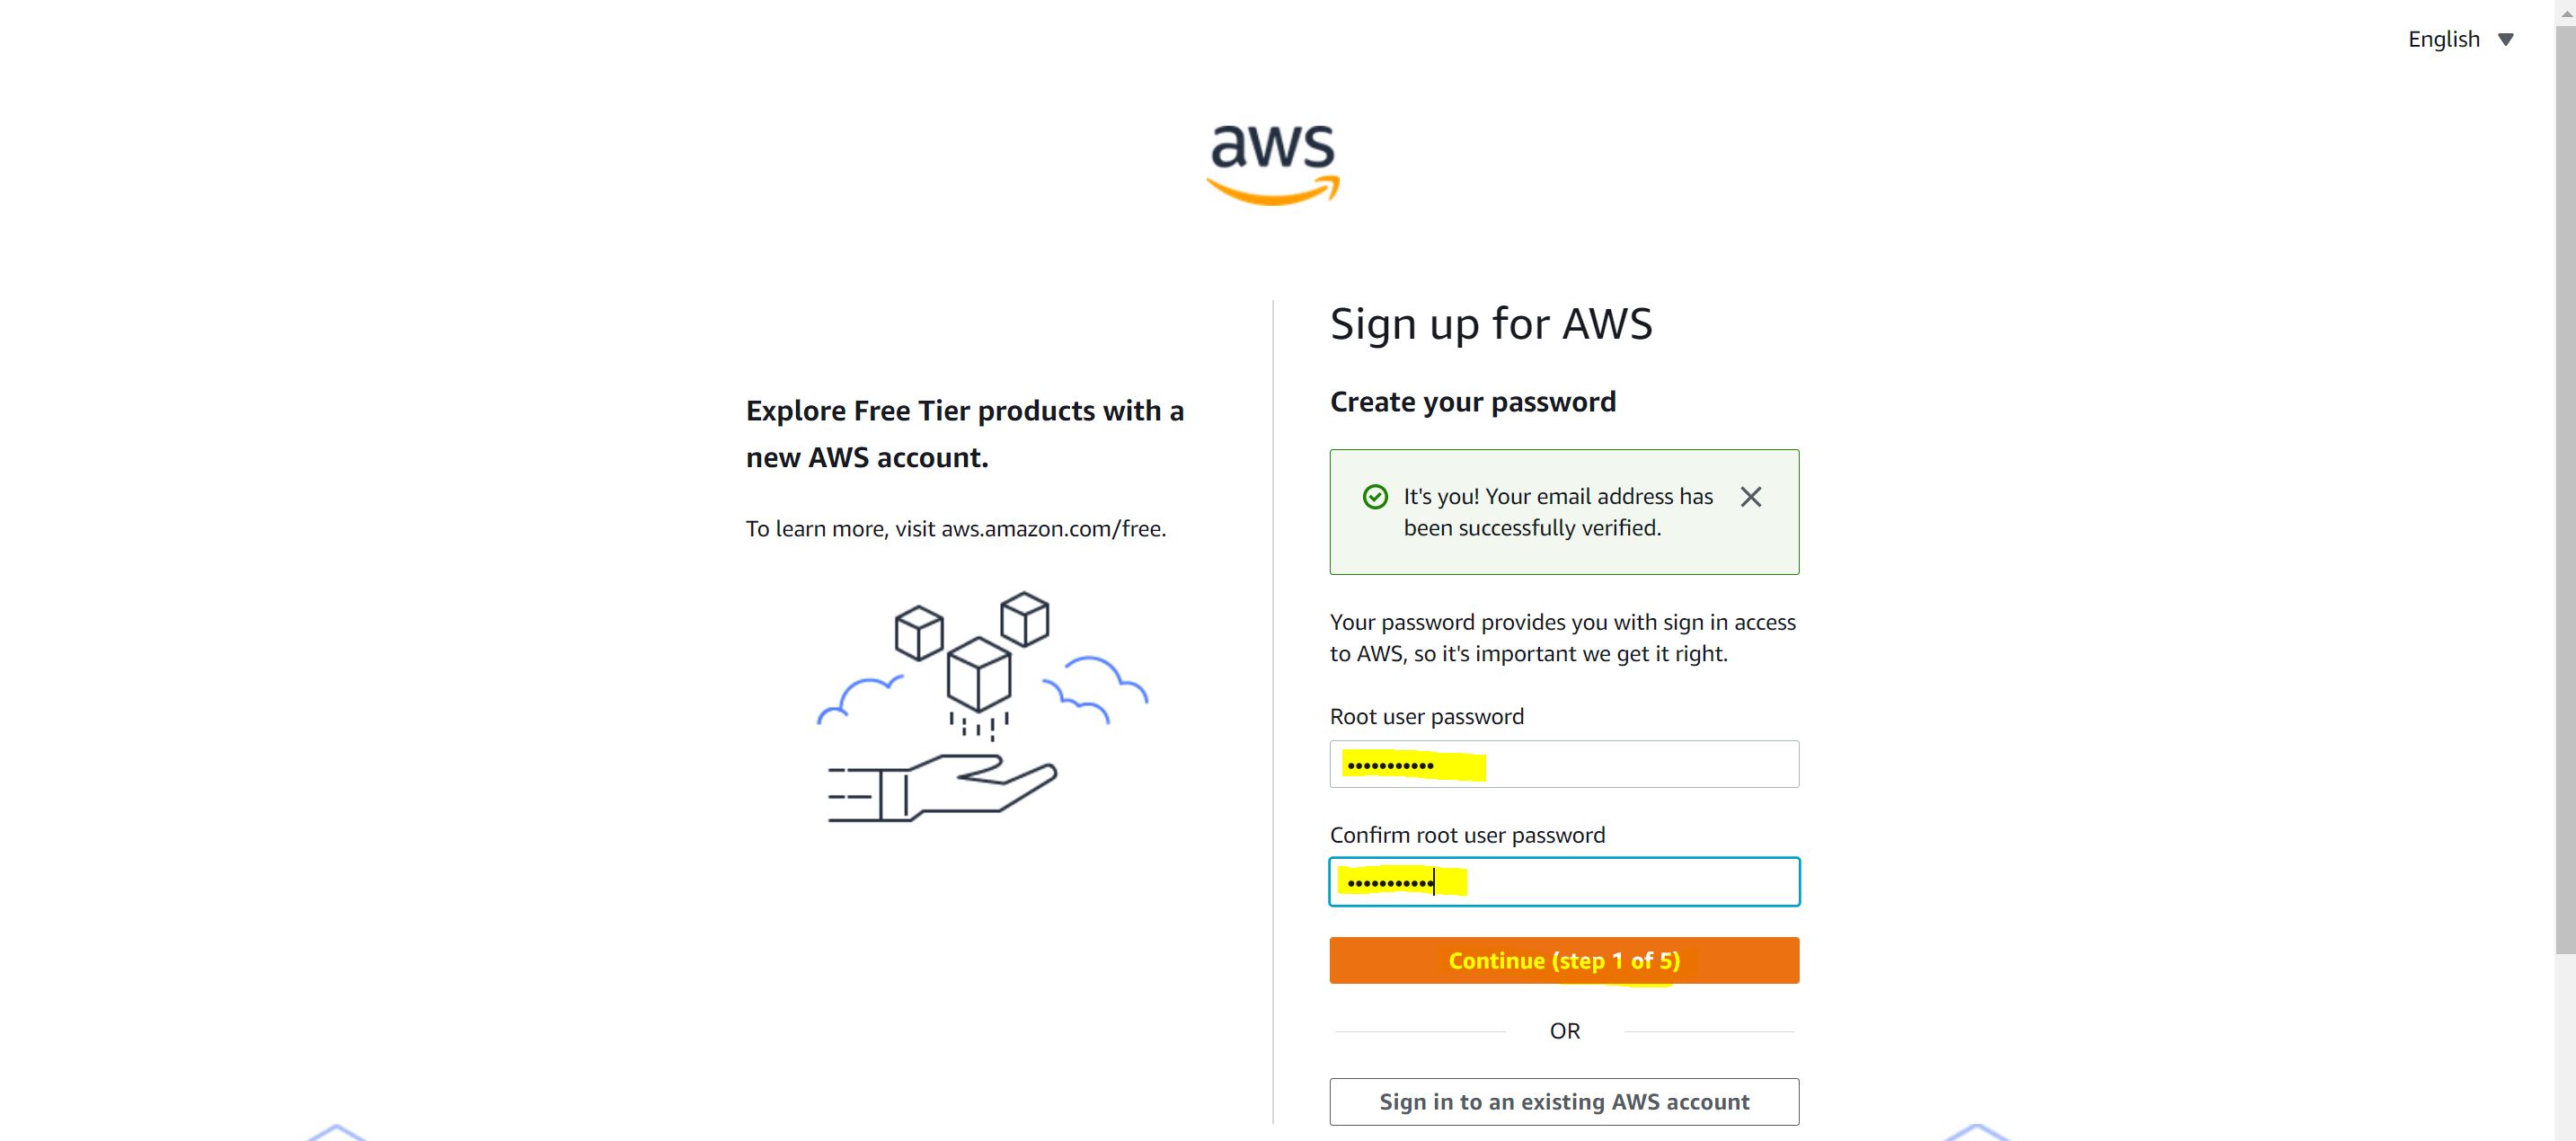 English
aws
Explore Free Tier products with a
new AWS account.
To learn more, visit aws.amazon.com/free.
Sign up for AWS
Create your password
It's you! Your email address has
been successfully verified.
Your password provides you with sign in access
to AWS, so it's important we get it right.
Root user password
•••••••••••
Confirm root user password
•••••••••••
Continue (step 1 of 5)
OR
Sign in to an existing AWS account